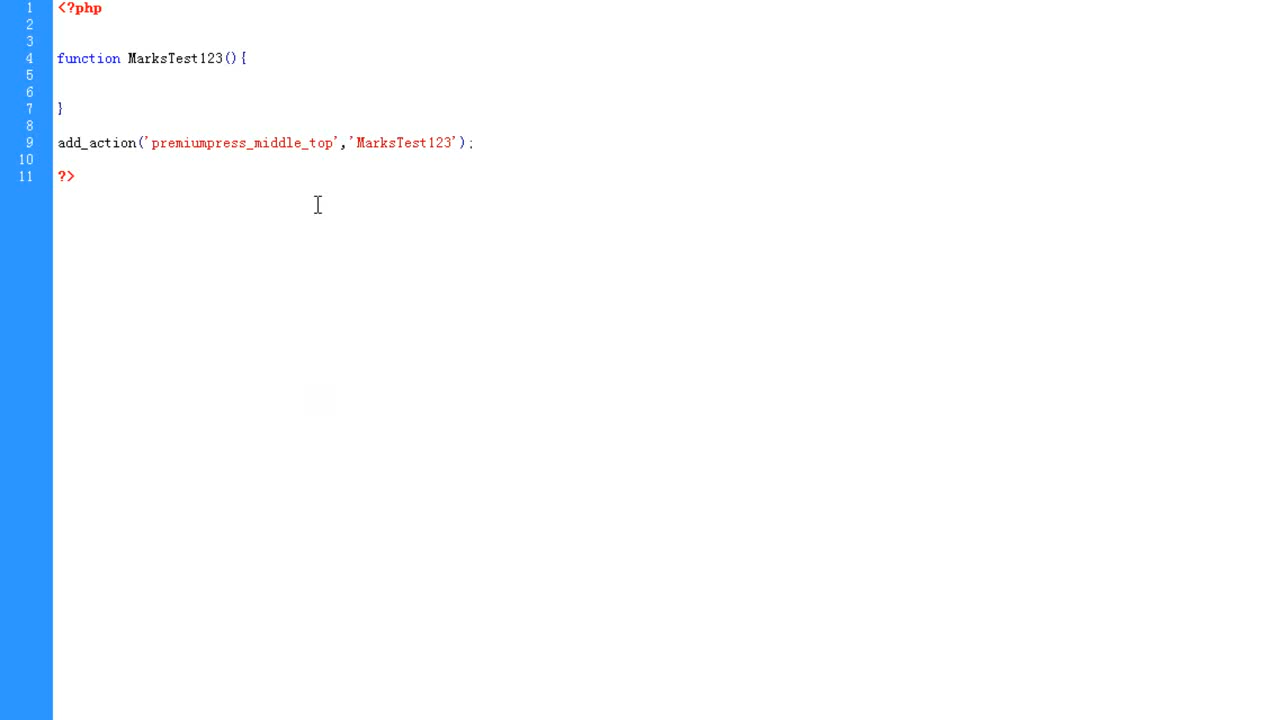 1 <?php
2
3
4 function MarksTest123(){
5
6
7 }
8
9 add_action('premiumpress_middle_top','MarksTest123');
10
11 ?>